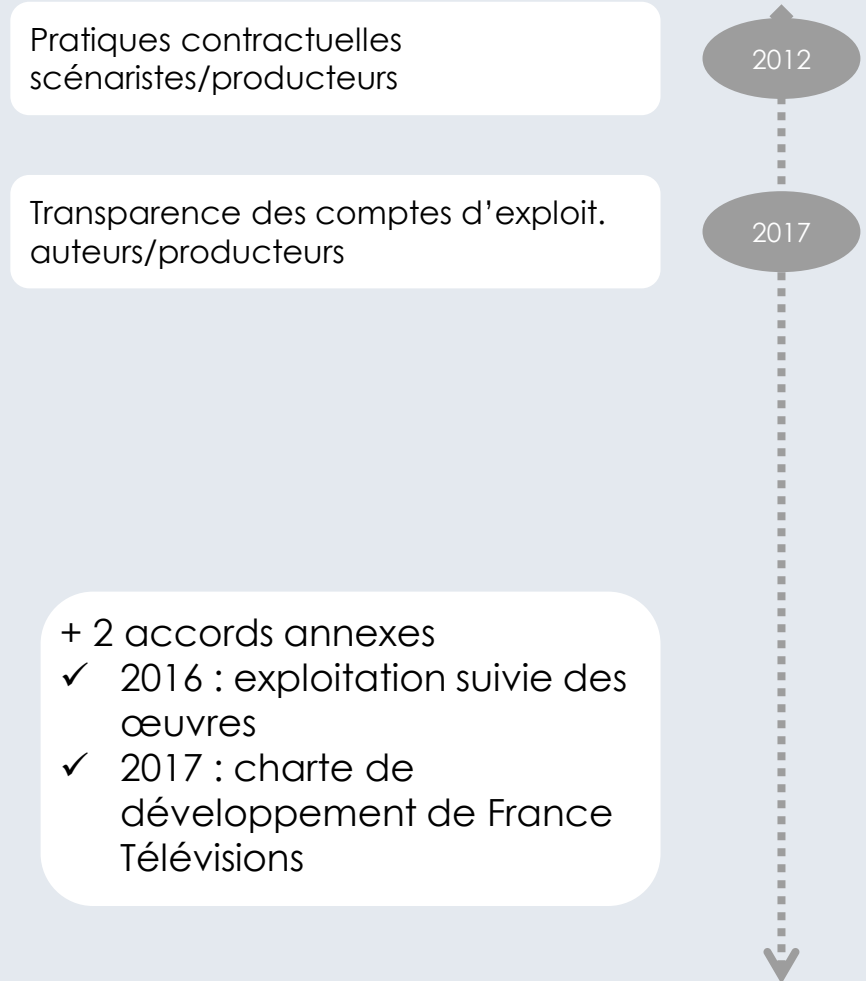 Pratiques contractuelles
scénaristes/producteurs
2012
Transparence des comptes d’exploit.
auteurs/producteurs
2017
+ 2 accords annexes
✓ 2016 : exploitation suivie des
œuvres
✓ 2017 : charte de
développement de France
Télévisions